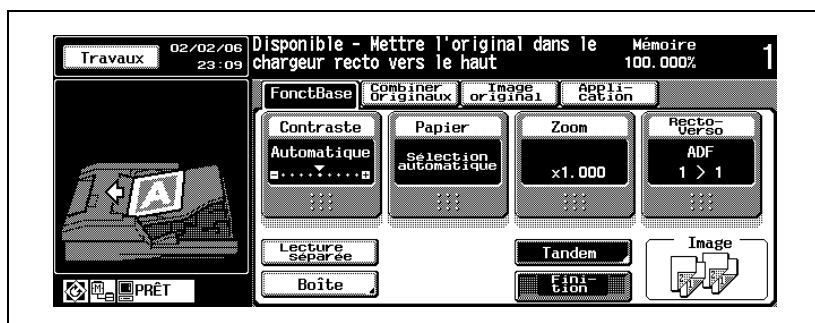 Travaux
02/02/06
23:09
Disponible - Mettre l'original dans le
chargeur recto vers le haut
Mémoire
100.000%
1
FonctBase
Combiner
originaux
Image
original
Appli-
cation
Contraste
Automatique
Papier
Sélection
automatique
Zoom
x1.000
Recto-
Verso
ADF
1 > 1
A
Lecture
séparée
Boîte
Tandem
Fini-
tion
Image
PRÊT